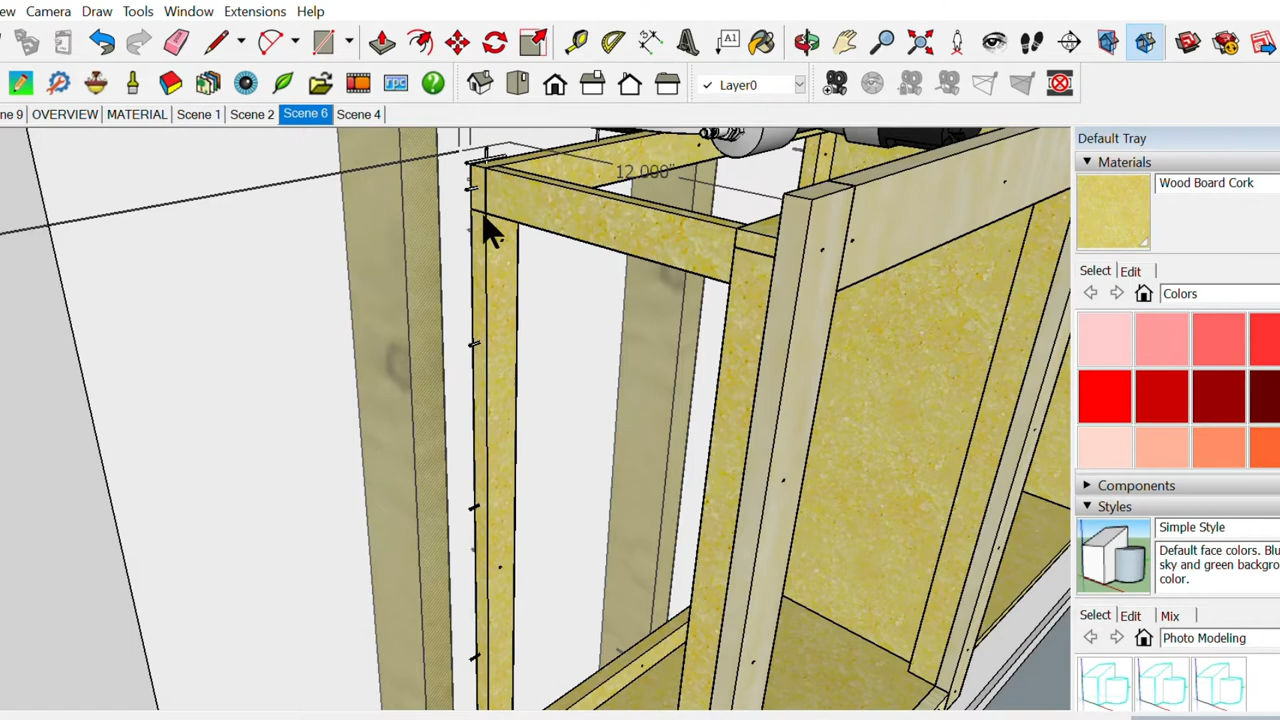 ew Camera Draw Tools Window Extensions Help
A1
rpc
?
✓ Layer0
ne 9 OVERVIEW MATERIAL Scene 1 Scene 2 Scene 6 Scene 4
Default Tray
Materials
Wood Board Cork
Select Edit
Colors
Components
Styles
Simple Style
Default face colors. Blu
sky and green backgro
color.
Select Edit Mix
Photo Modeling
12.000"